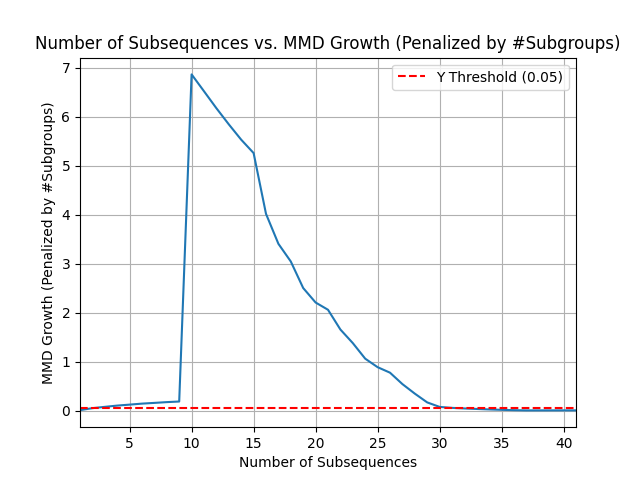 Number of Subsequences vs. MMD Growth (Penalized by #Subgroups)
Y Threshold (0.05)
MMD Growth (Penalized by #Subgroups)
7
6
5
4
3
2
1
0
5 10 15 20 25 30 35 40
Number of Subsequences